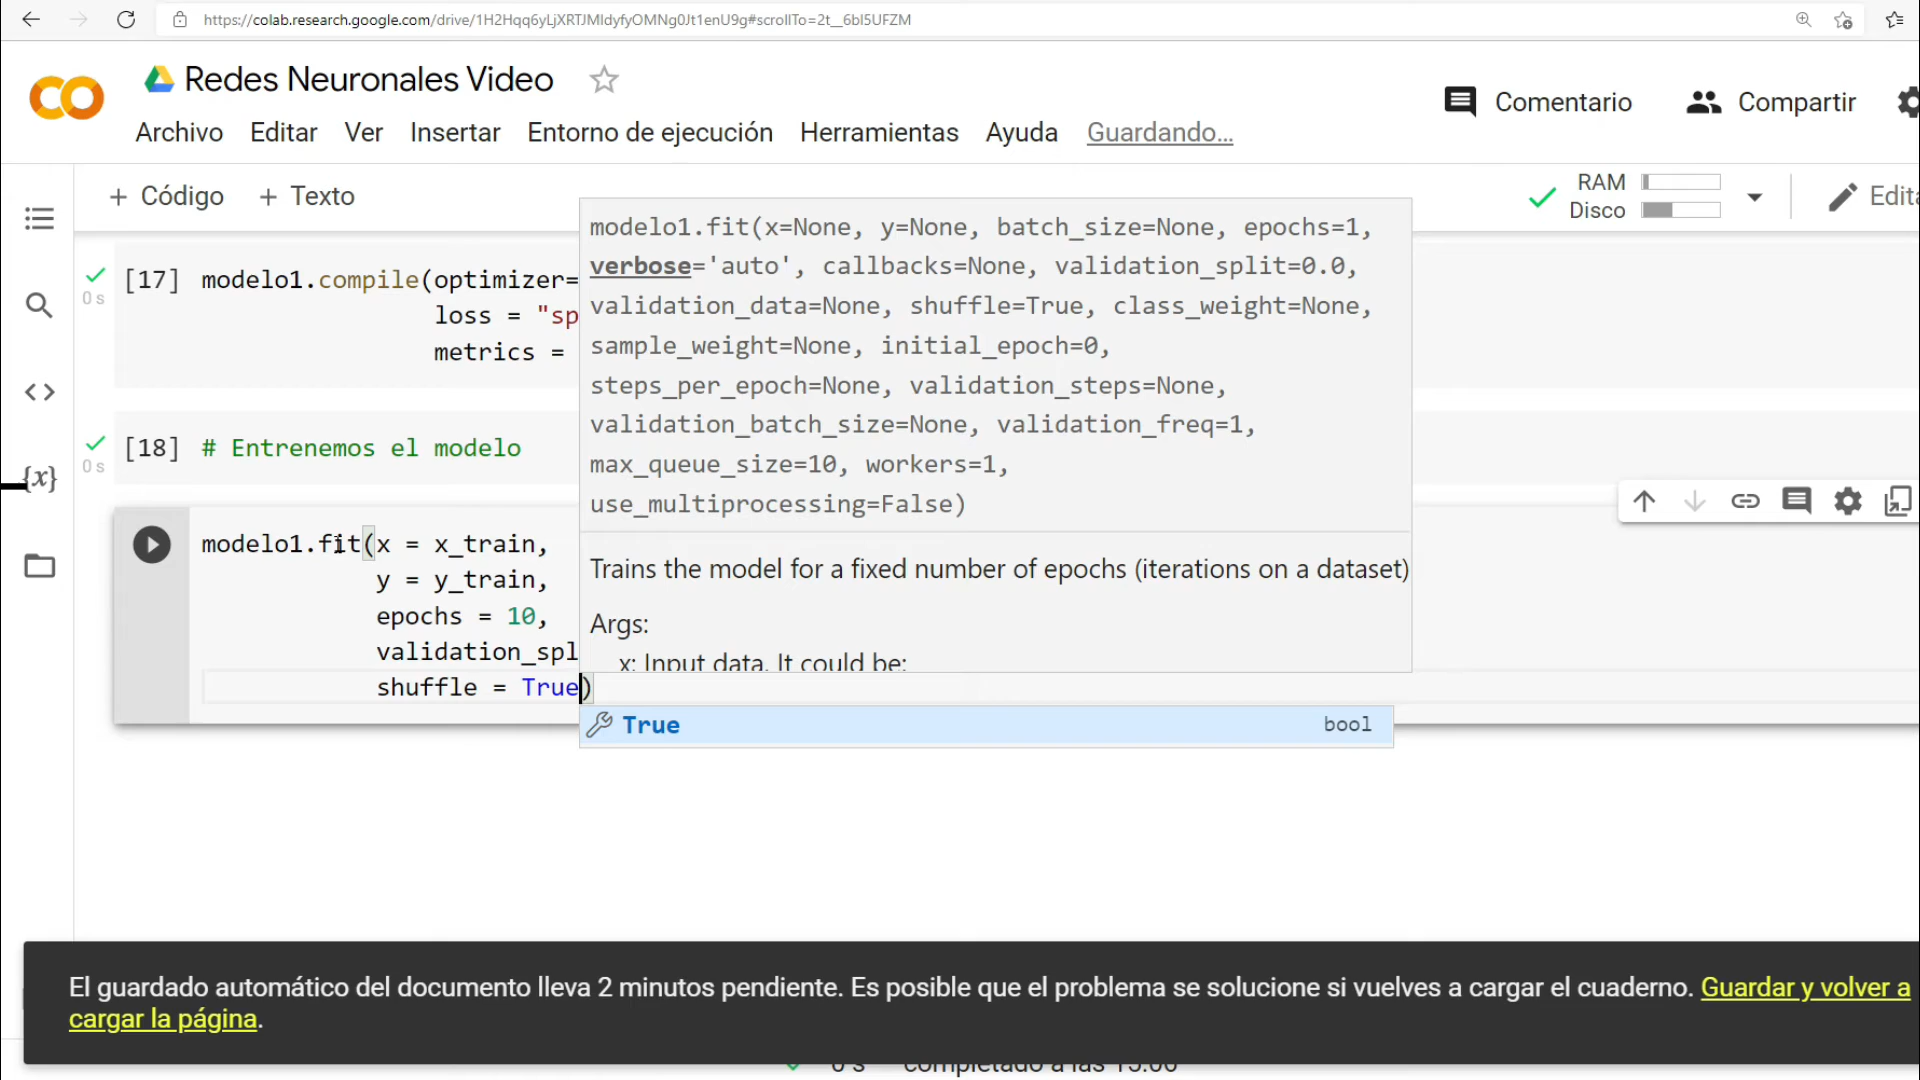 https://colab.research.google.com/drive/1H2Hqq6yLjXRTJMldyfyOMNg0Jt1enU9g#scrollTo=2t__6bl5UFZM
Redes Neuronales Video
Comentario
Compartir
Archivo Editar Ver Insertar Entorno de ejecución Herramientas Ayuda Guardando...
+ Código + Texto
RAM
Disco
Edita
modelo1.fit(x=None, y=None, batch_size=None, epochs=1,
verbose='auto', callbacks=None, validation_split=0.0,
validation_data=None, shuffle=True, class_weight=None,
sample_weight=None, initial_epoch=0,
steps_per_epoch=None, validation_steps=None,
validation_batch_size=None, validation_freq=1,
max_queue_size=10, workers=1,
use_multiprocessing=False)
Trains the model for a fixed number of epochs (iterations on a dataset)
Args:
x: Input data. It could be:
0 s
[17] modelo1.compile(optimizer=
loss = "sp
metrics =
0 s
[18] # Entrenemos el modelo
{x}
modelo1.fit(x = x_train,
y = y_train,
epochs = 10,
validation_spl
shuffle = True)
True bool
El guardado automático del documento lleva 2 minutos pendiente. Es posible que el problema se solucione si vuelves a cargar el cuaderno. Guardar y volver a
cargar la página.
0 s completado a las